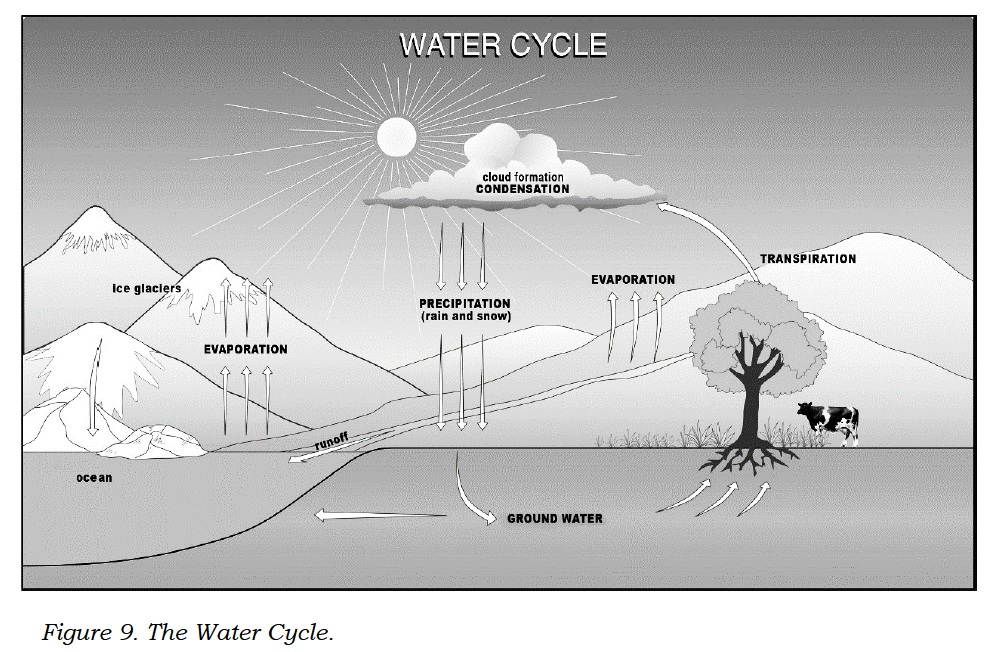 WATER CYCLE
cloud formation
CONDENSATION
TRANSPIRATION
EVAPORATION
Ice glaciers
PRECIPITATION
(rain and snow)
EVAPORATION
runoff
ocean
GROUND WATER
Figure 9. The Water Cycle.